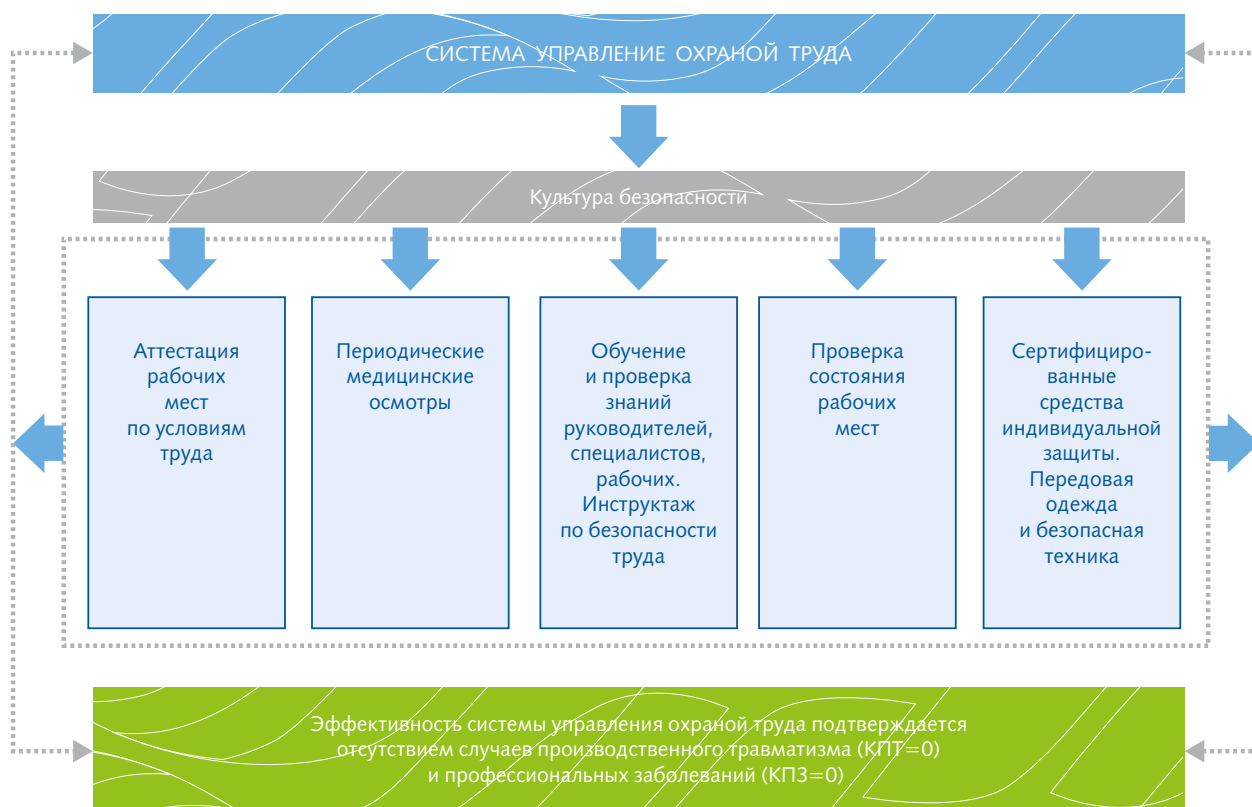 СИСТЕМА УПРАВЛЕНИЕ ОХРАНОЙ ТРУДА
Культура безопасности
Аттестация
рабочих
мест
по условиям
труда
Периодические
медицинские
осмотры
Обучение
и проверка
знаний
руководителей,
специалистов,
рабочих.
Инструктаж
по безопасности
труда
Проверка
состояния
рабочих
мест
Сертифициро-
ванные
средства
индивидуальной
защиты.
Передовая
одежда
и безопасная
техника
Эффективность системы управления охраной труда подтверждается
отсутствием случаев производственного травматизма (КПТ=0)
и профессиональных заболеваний (КПЗ=0)